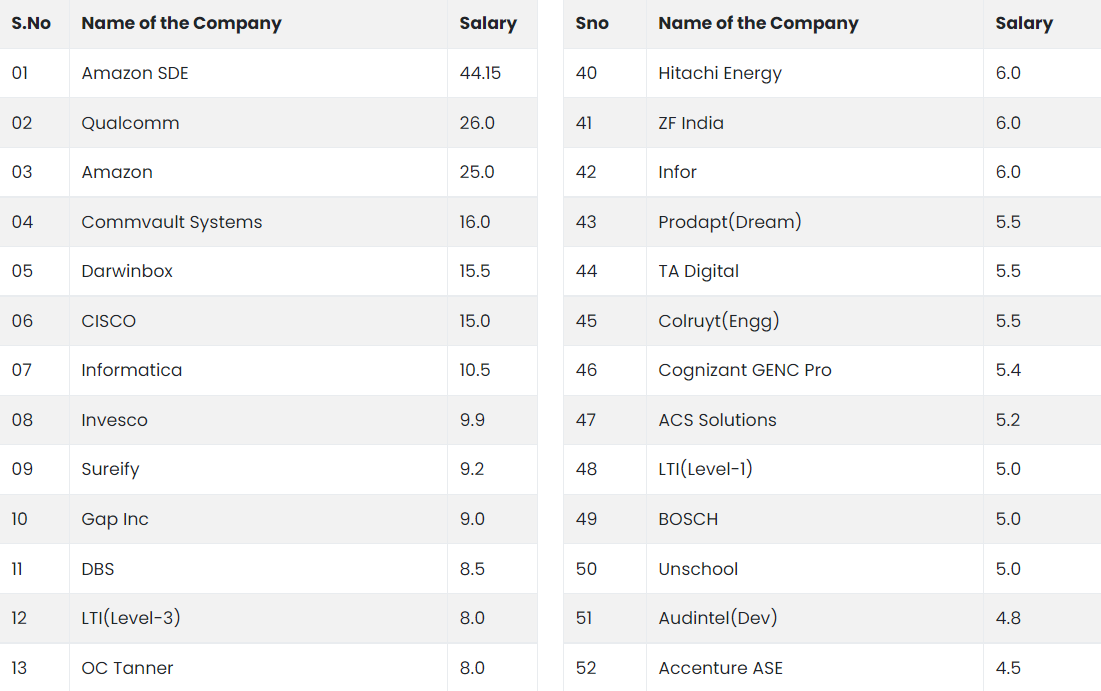 S.No Name of the Company Salary
01 Amazon SDE 44.15
02 Qualcomm 26.0
03 Amazon 25.0
04 Commvault Systems 16.0
05 Darwinbox 15.5
06 CISCO 15.0
07 Informatica 10.5
08 Invesco 9.9
09 Sureify 9.2
10 Gap Inc 9.0
11 DBS 8.5
12 LTI(Level-3) 8.0
13 OC Tanner 8.0
Sno Name of the Company Salary
40 Hitachi Energy 6.0
41 ZF India 6.0
42 Infor 6.0
43 Prodapt(Dream) 5.5
44 TA Digital 5.5
45 Colruyt(Engg) 5.5
46 Cognizant GENC Pro 5.4
47 ACS Solutions 5.2
48 LTI(Level-1) 5.0
49 BOSCH 5.0
50 Unschool 5.0
51 Audintel(Dev) 4.8
52 Accenture ASE 4.5